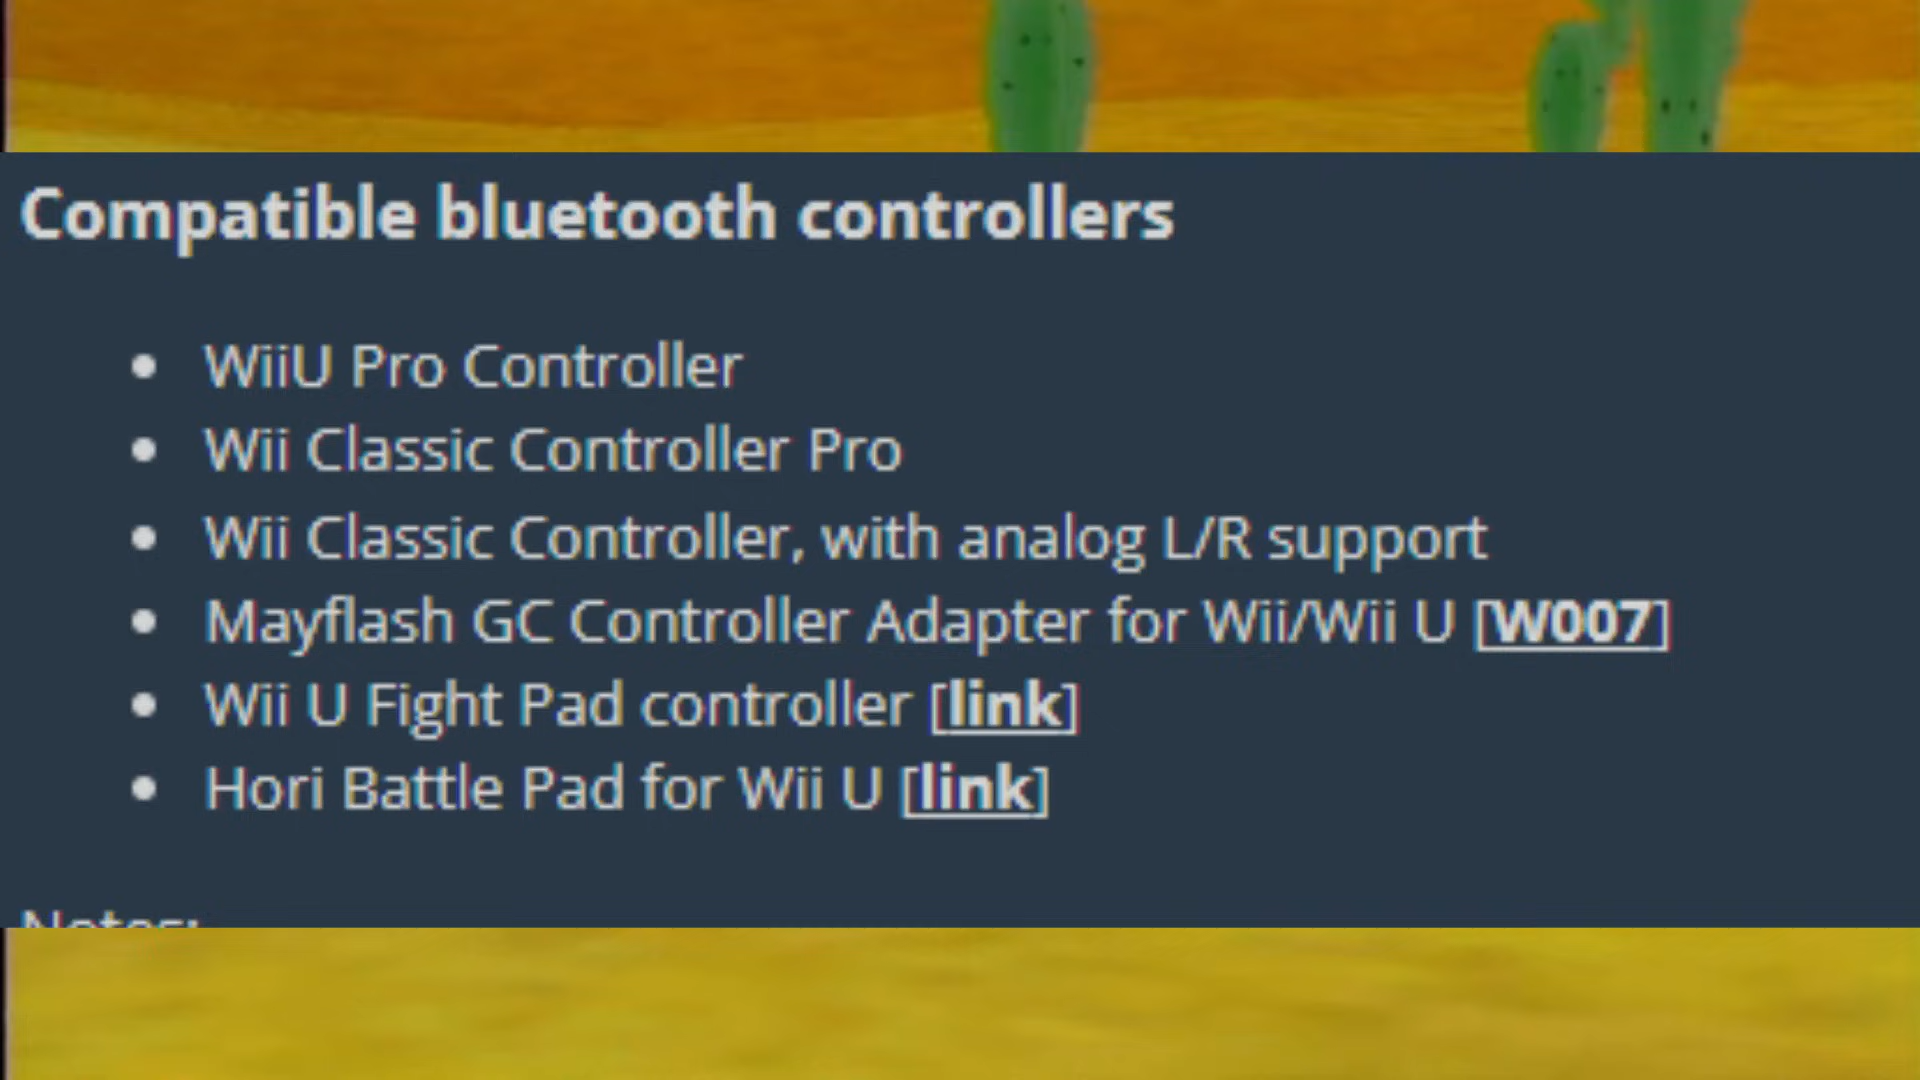 Compatible bluetooth controllers
• WiiU Pro Controller
• Wii Classic Controller Pro
• Wii Classic Controller, with analog L/R support
• Mayflash GC Controller Adapter for Wii/Wii U [W007]
• Wii U Fight Pad controller [link]
• Hori Battle Pad for Wii U [link]
Notes: